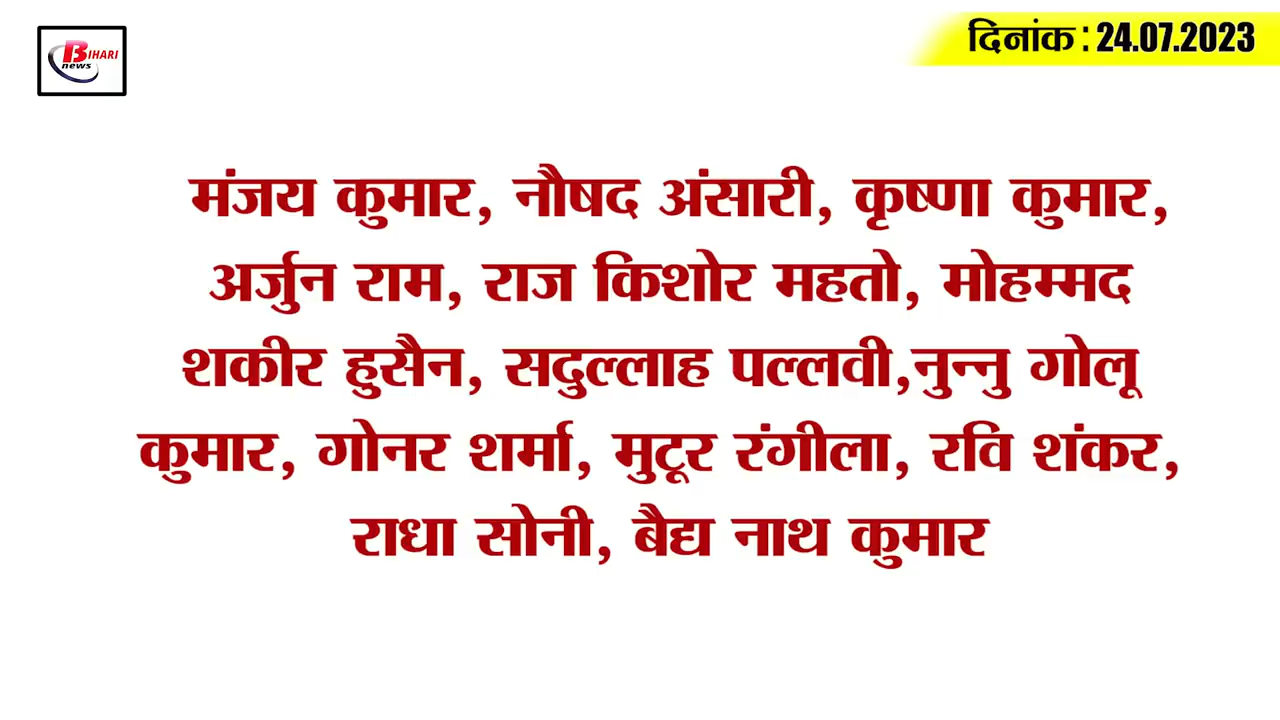 BIHARI
news
दिनांक : 24.07.2023
मंजय कुमार, नौषद अंसारी, कृष्णा कुमार,
अर्जुन राम, राज किशोर महतो, मोहम्मद
शकीर हुसैन, सदुल्लाह पल्लवी,नुन्नु गोलू
कुमार, गोनर शर्मा, मुटूर रंगीला, रवि शंकर,
राधा सोनी, बैद्य नाथ कुमार